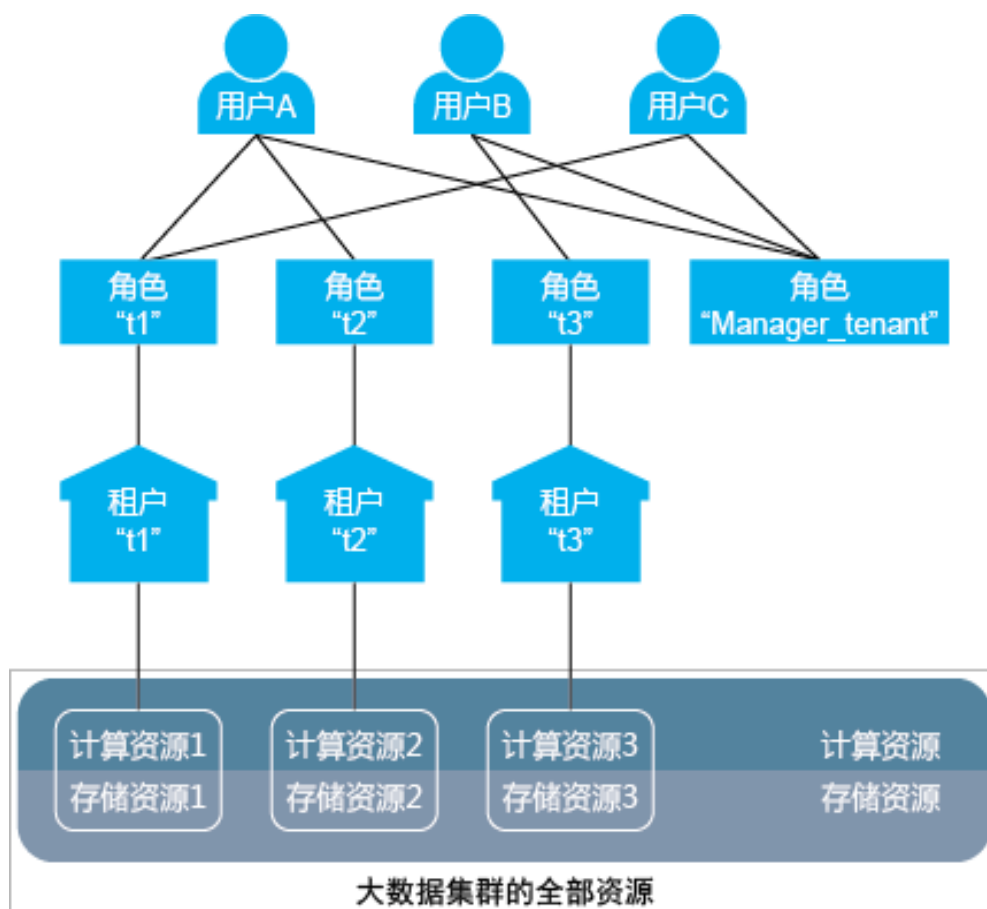 用户A
用户B
用户C
角色
“t1”
角色
“t2”
角色
“t3”
角色
“Manager_tenant”
租户
“t1”
租户
“t2”
租户
“t3”
计算资源1
计算资源2
计算资源3
计算资源
存储资源1
存储资源2
存储资源3
存储资源
大数据集群的全部资源